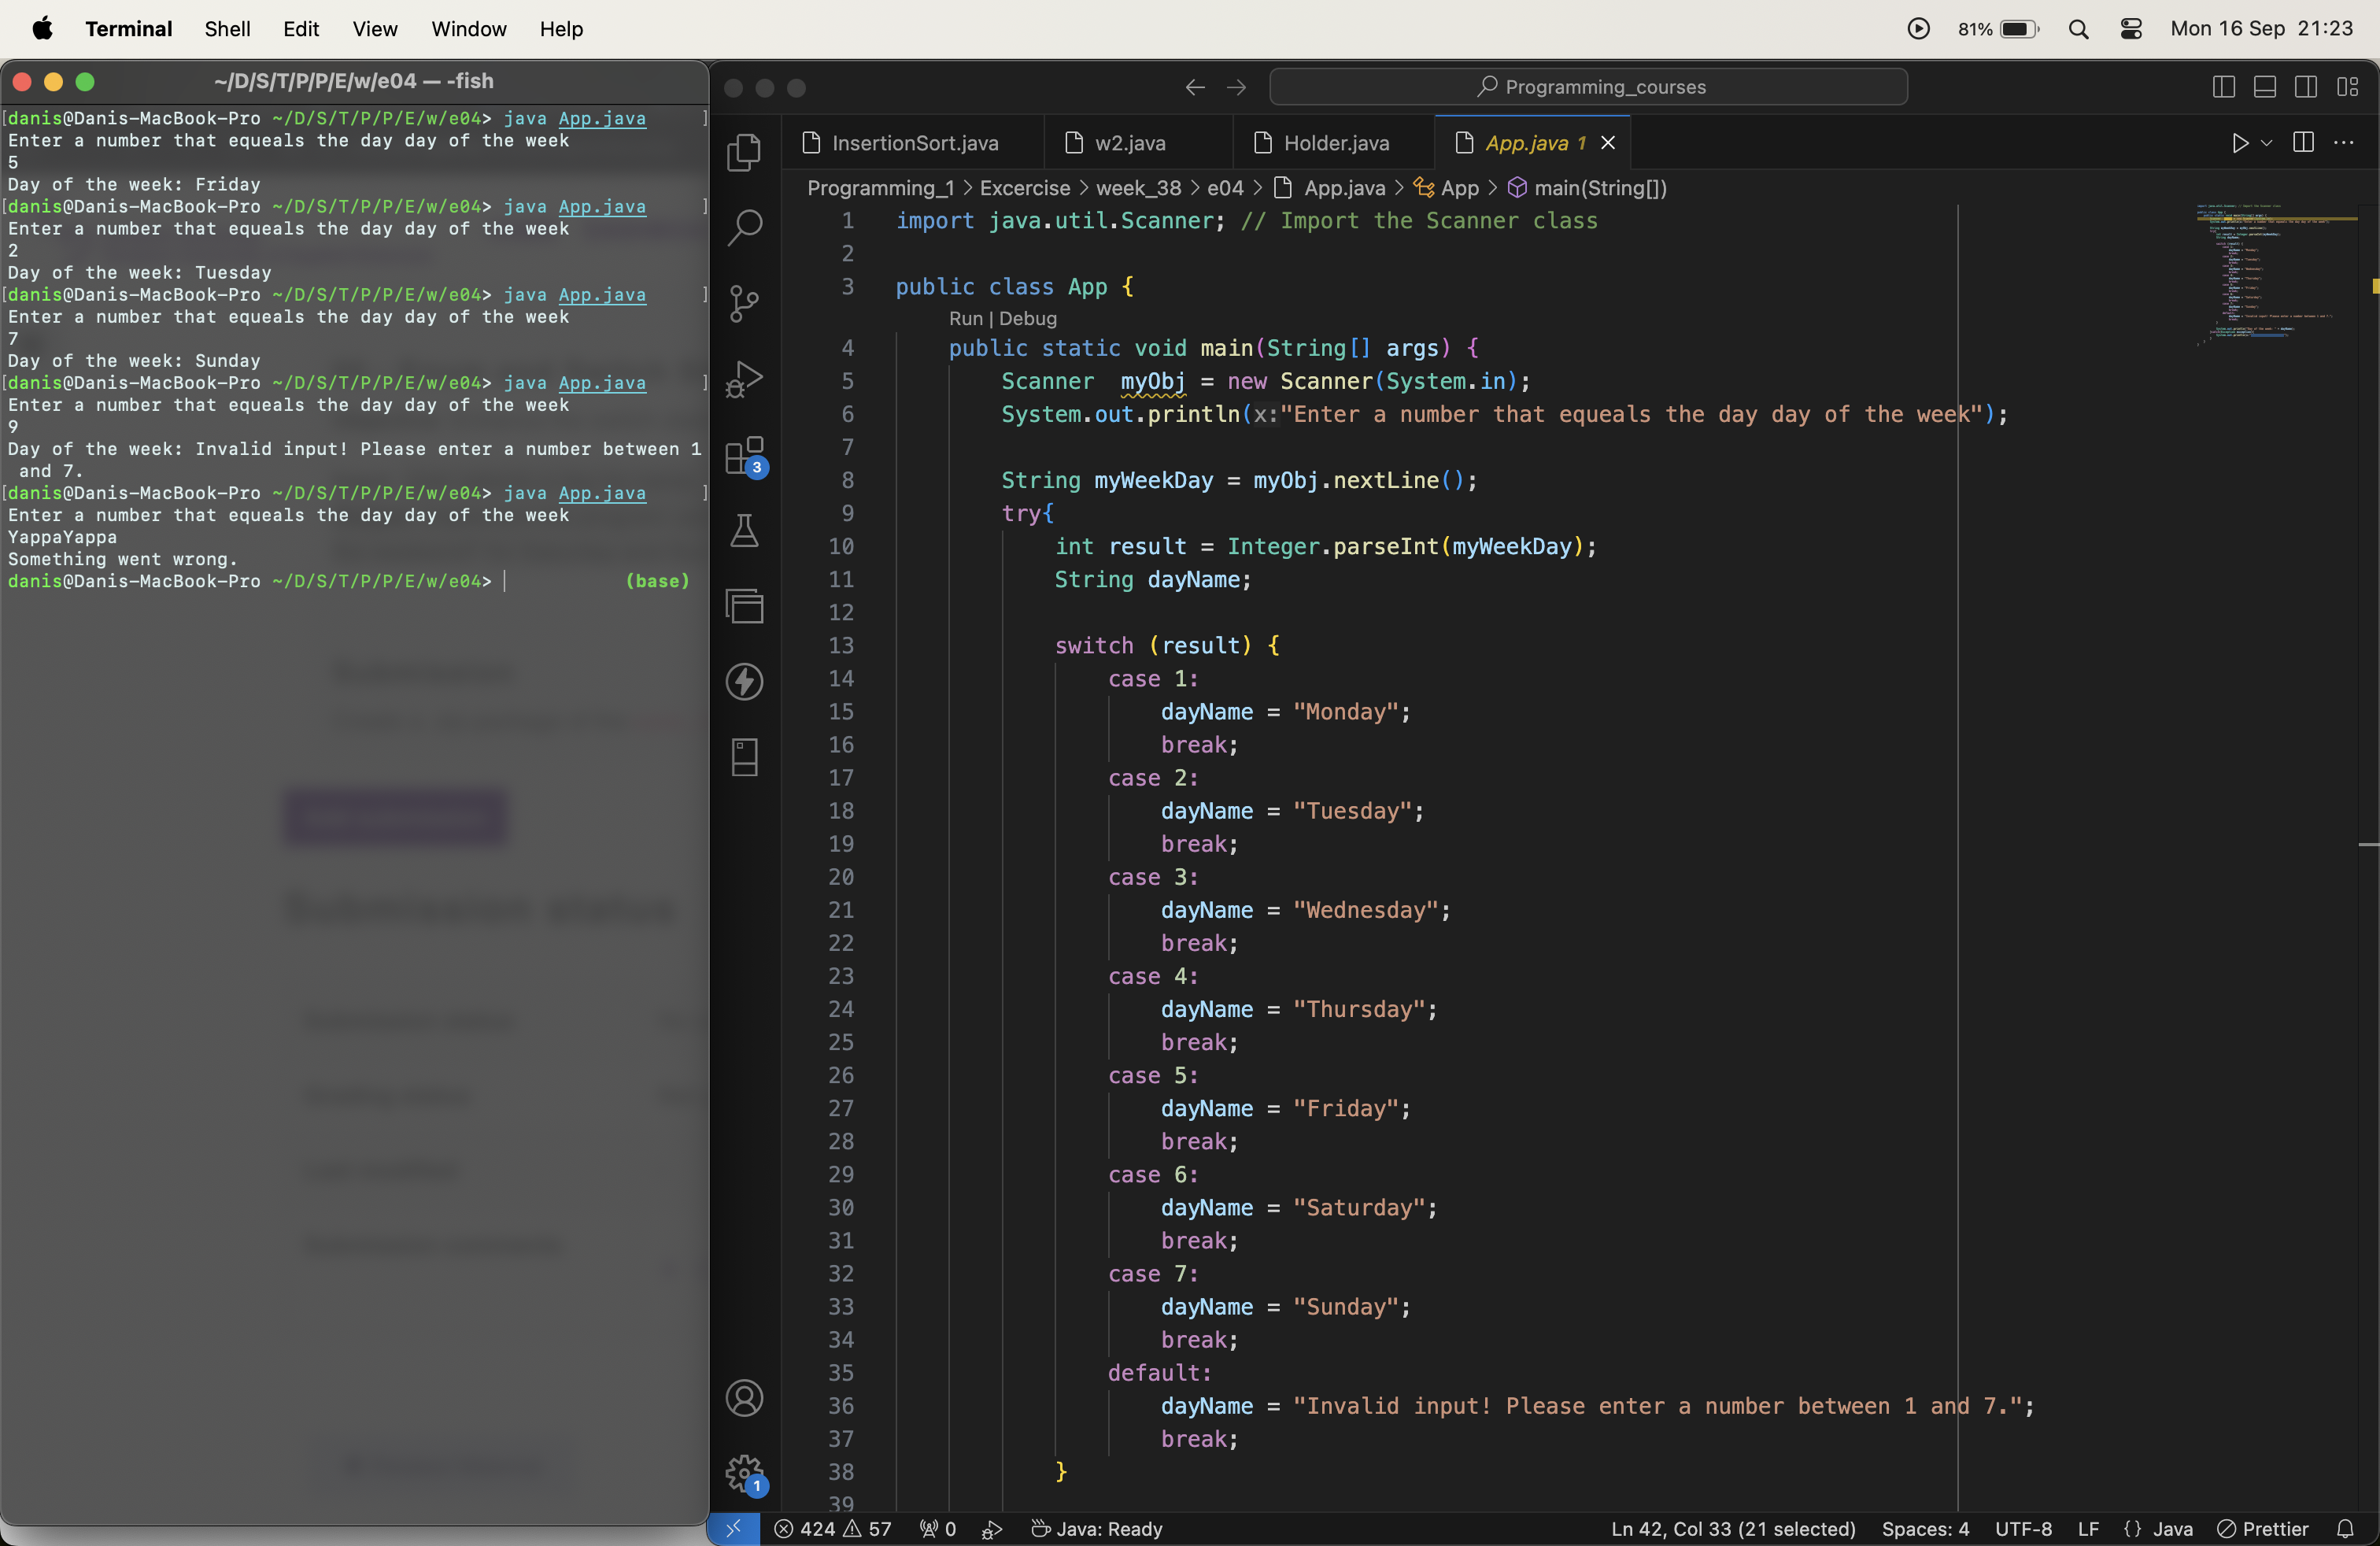 Terminal Shell Edit View Window Help 81% Mon 16 Sep 21:23
~/D/S/T/P/P/E/w/e04 — -fish
[danis@Danis-MacBook-Pro ~/D/S/T/P/P/E/w/e04> java App.java ]
Enter a number that equeals the day day of the week
5
Day of the week: Friday
[danis@Danis-MacBook-Pro ~/D/S/T/P/P/E/w/e04> java App.java ]
Enter a number that equeals the day day of the week
2
Day of the week: Tuesday
[danis@Danis-MacBook-Pro ~/D/S/T/P/P/E/w/e04> java App.java ]
Enter a number that equeals the day day of the week
7
Day of the week: Sunday
[danis@Danis-MacBook-Pro ~/D/S/T/P/P/E/w/e04> java App.java ]
Enter a number that equeals the day day of the week
9
Day of the week: Invalid input! Please enter a number between 1
and 7.
[danis@Danis-MacBook-Pro ~/D/S/T/P/P/E/w/e04> java App.java ]
Enter a number that equeals the day day of the week
YappaYappa
Something went wrong.
danis@Danis-MacBook-Pro ~/D/S/T/P/P/E/w/e04> (base)
Submission status
Programming_courses
InsertionSort.java w2.java Holder.java App.java 1
Programming_1 > Excercise > week_38 > e04 > App.java > App > main(String[])
1 import java.util.Scanner; // Import the Scanner class
2
3 public class App {
Run | Debug
4 public static void main(String[] args) {
5 Scanner  myObj = new Scanner(System.in);
6 System.out.println(x:"Enter a number that equeals the day day of the week");
7
8 String myWeekDay = myObj.nextLine();
9 try{
10 int result = Integer.parseInt(myWeekDay);
11 String dayName;
12
13 switch (result) {
14 case 1:
15 dayName = "Monday";
16 break;
17 case 2:
18 dayName = "Tuesday";
19 break;
20 case 3:
21 dayName = "Wednesday";
22 break;
23 case 4:
24 dayName = "Thursday";
25 break;
26 case 5:
27 dayName = "Friday";
28 break;
29 case 6:
30 dayName = "Saturday";
31 break;
32 case 7:
33 dayName = "Sunday";
34 break;
35 default:
36 dayName = "Invalid input! Please enter a number between 1 and 7.";
37 break;
38 }
39
3
1
424 57 0 Java: Ready Ln 42, Col 33 (21 selected) Spaces: 4 UTF-8 LF {} Java Prettier